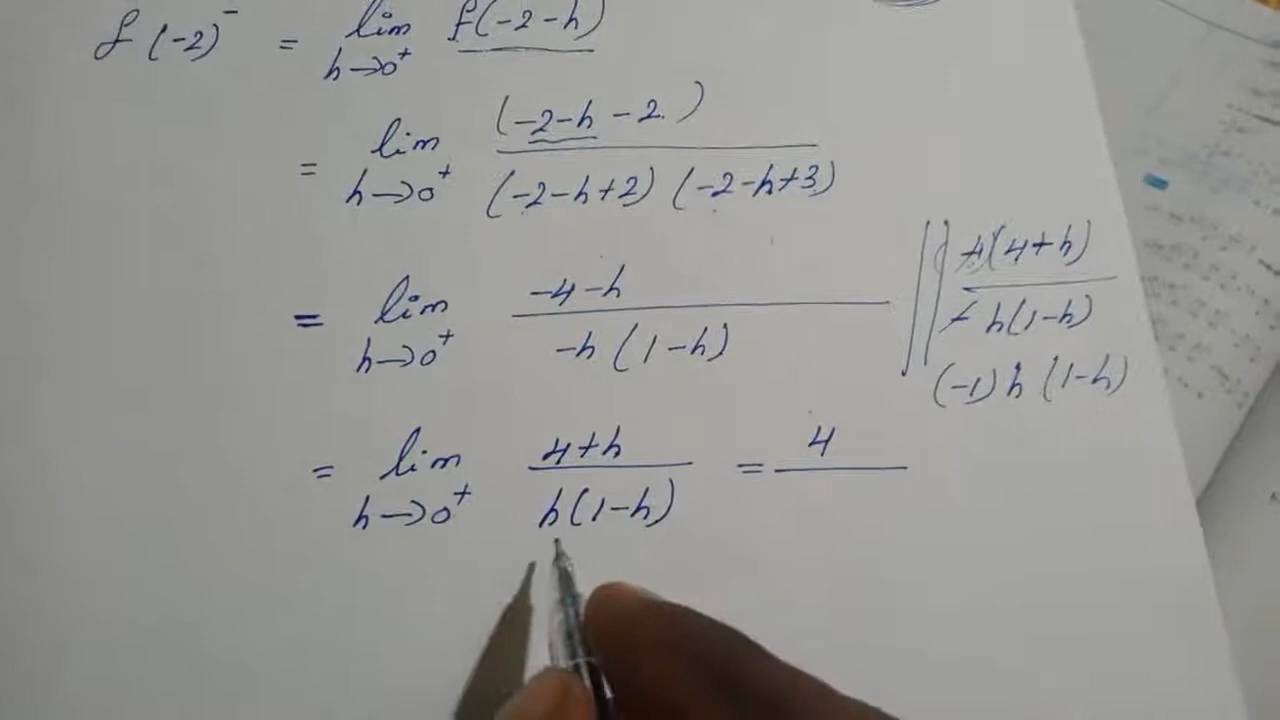 f(-2)⁻ = lim h→0⁺ f(-2-h)
= lim h→0⁺ (-2-h-2) / (-2-h+2)(-2-h+3)
= lim h→0⁺ -4-h / -h(1-h)
(4+h) / -h(1-h)
(-1)h(1-h)
= lim h→0⁺ 4+h / h(1-h) = 4